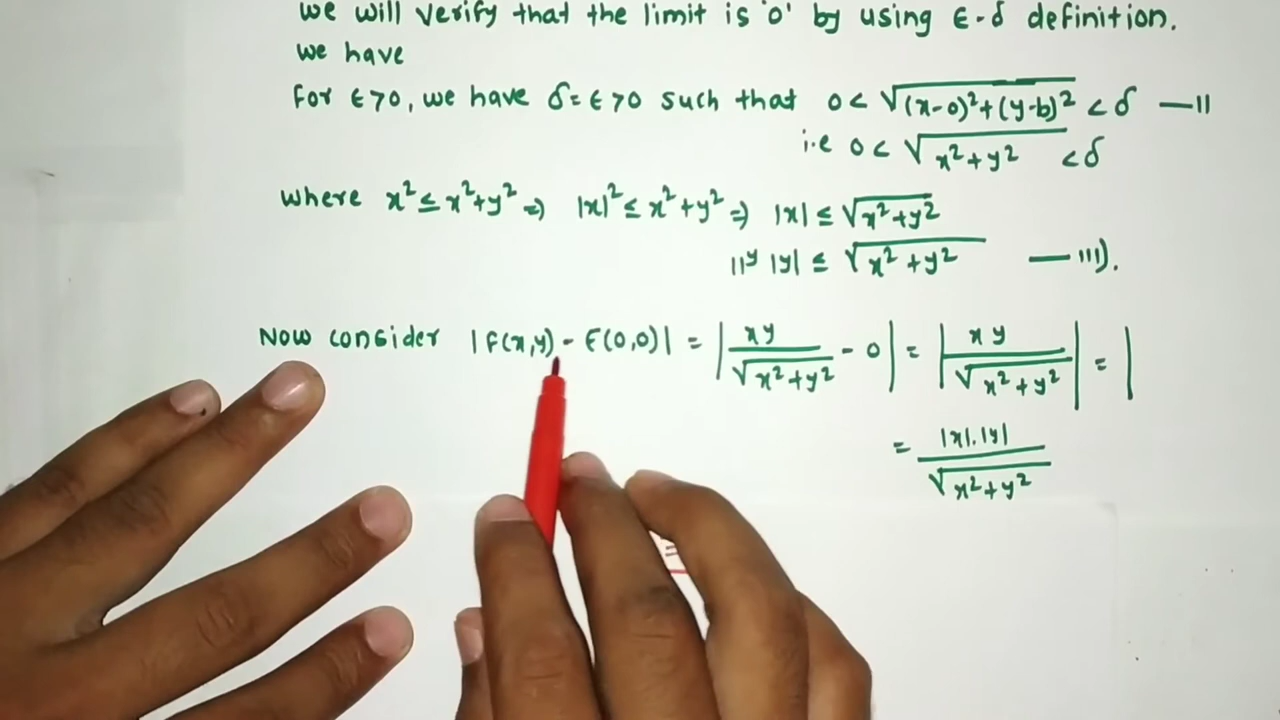 we will verify that the limit is '0' by using ε-δ definition.
we have
For ε>0, we have δ=ε>0 such that 0 < √(x-0)²+(y-b)² < δ —II
i.e 0 < √x²+y² < δ
where x² ≤ x²+y² ⇒ |x|² ≤ x²+y² ⇒ |x| ≤ √x²+y²
||ly |y| ≤ √x²+y² —III).
Now consider |f(x,y) - f(0,0)| = |xy/√x²+y² - 0| = |xy/√x²+y²| = |
= |x|.|y|/√x²+y²